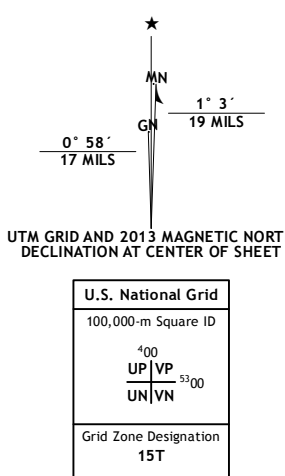 ★
MN
1° 3´
19 MILS
GN
0° 58´
17 MILS
UTM GRID AND 2013 MAGNETIC NORT
DECLINATION AT CENTER OF SHEET
U.S. National Grid
100,000-m Square ID
⁴00
UP VP
⁵³00
UN VN
Grid Zone Designation
15T